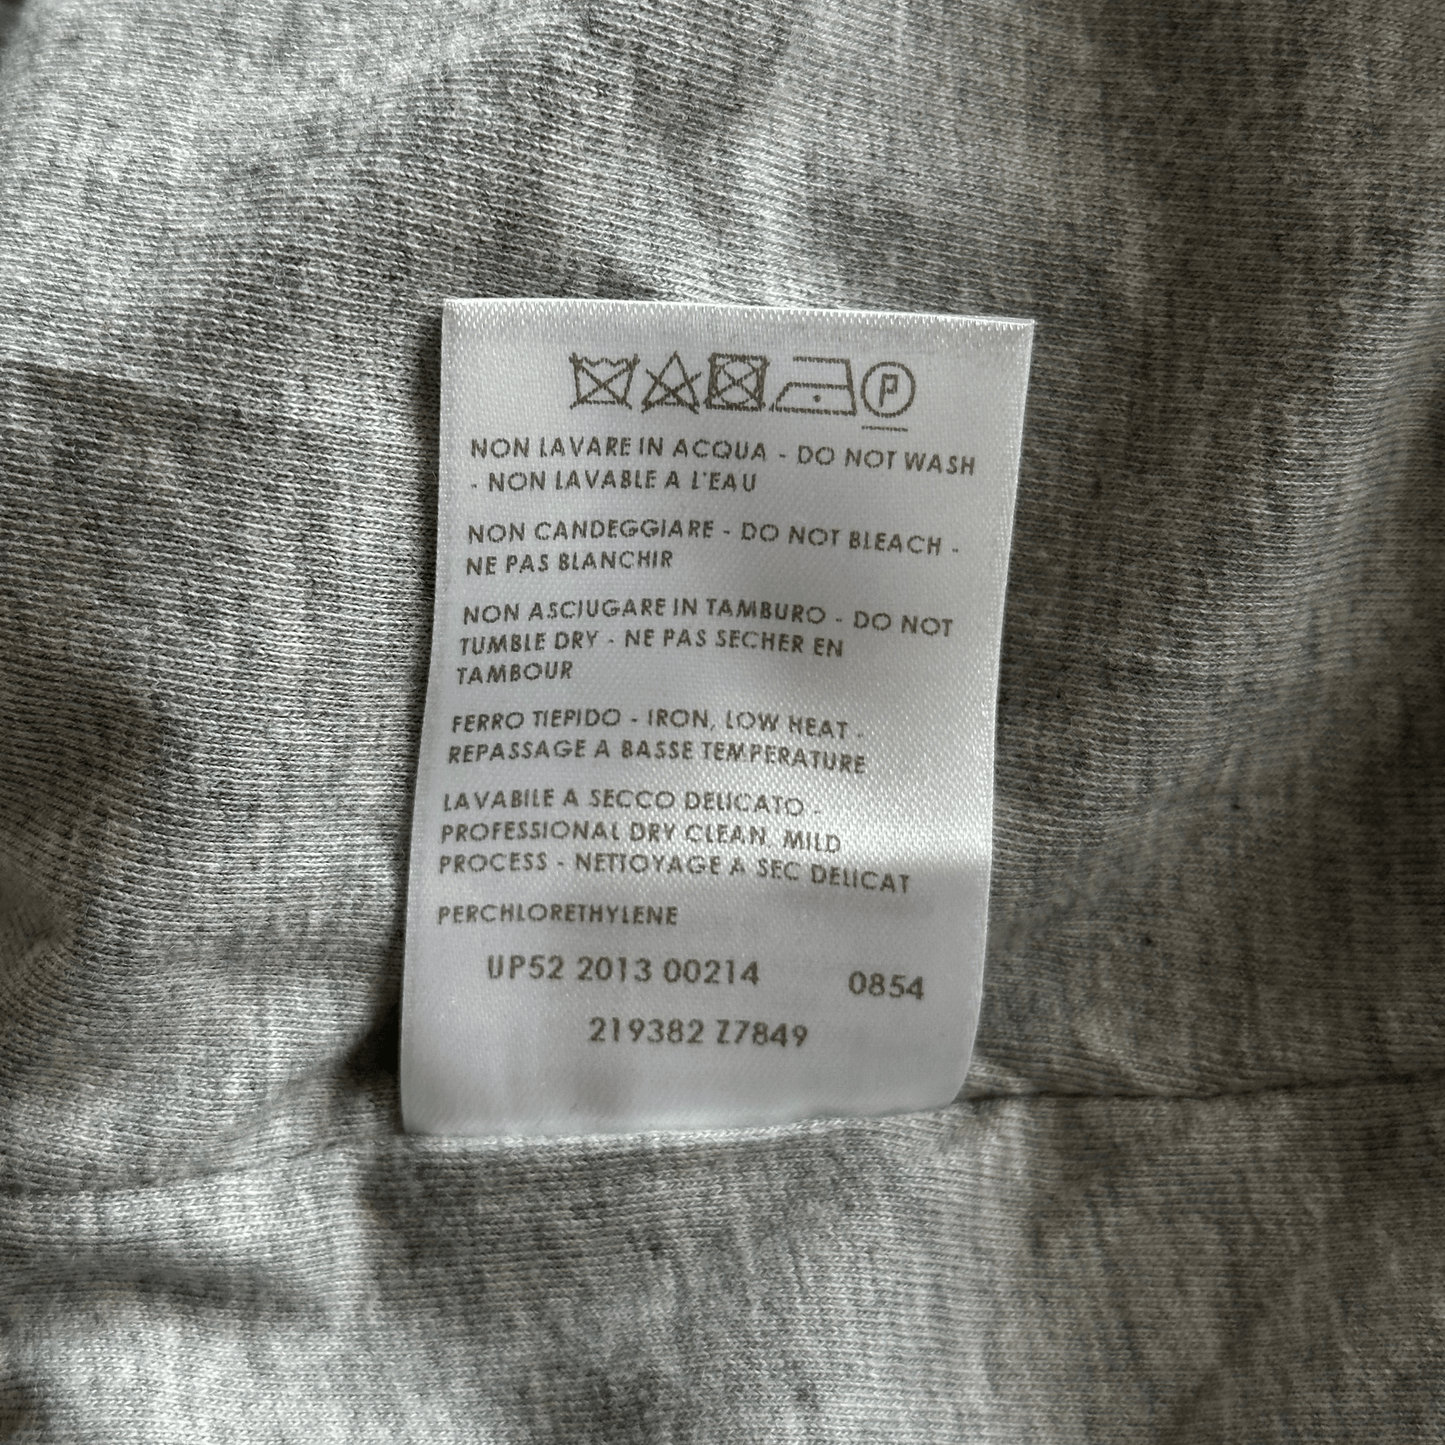 P
NON LAVARE IN ACQUA - DO NOT WASH
- NON LAVABLE A L'EAU
NON CANDEGGIARE - DO NOT BLEACH -
NE PAS BLANCHIR
NON ASCIUGARE IN TAMBURO - DO NOT
TUMBLE DRY - NE PAS SECHER EN
TAMBOUR
FERRO TIEPIDO - IRON, LOW HEAT -
REPASSAGE A BASSE TEMPERATURE
LAVABILE A SECCO DELICATO -
PROFESSIONAL DRY CLEAN, MILD
PROCESS - NETTOYAGE A SEC DELICAT
PERCHLORETHYLENE
UP52 2013 00214 0854
219382 Z7849